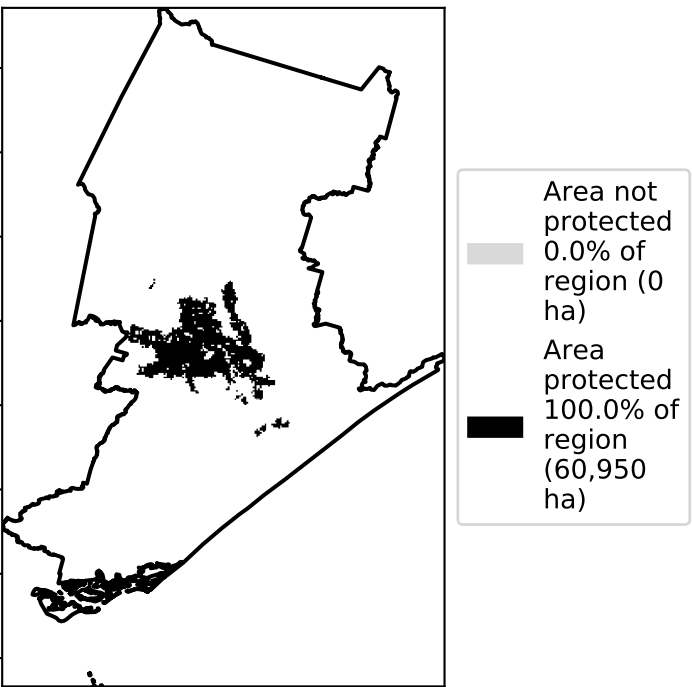 Area not
protected
0.0% of
region (0
ha)
Area
protected
100.0% of
region
(60,950
ha)